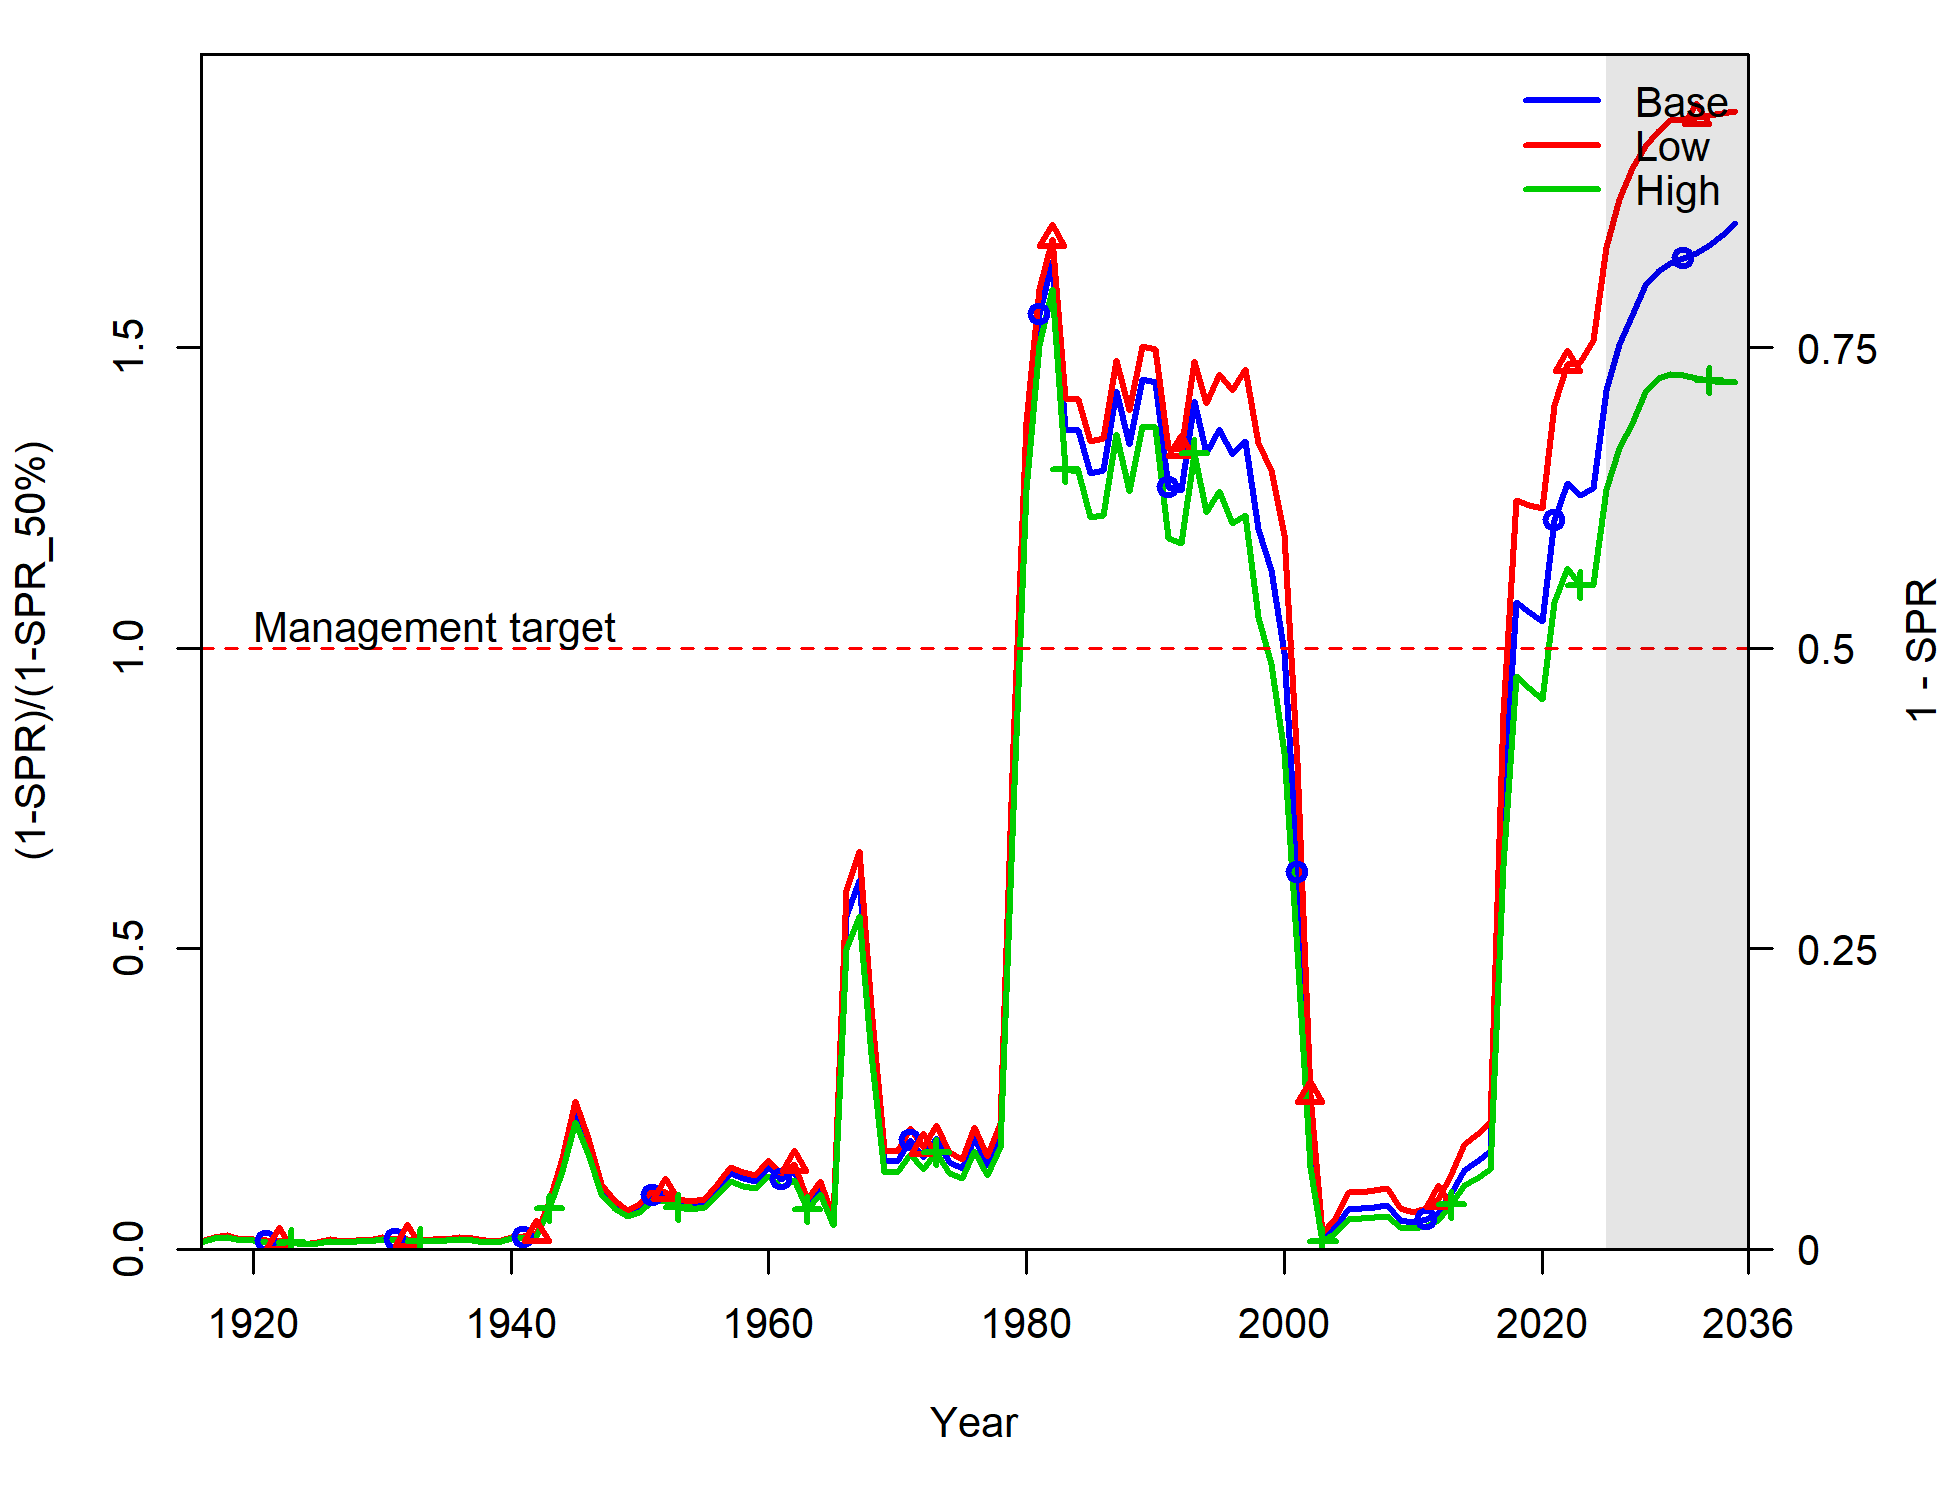 Base
Low
High
Management target
(1-SPR)/(1-SPR_50%)
0.0
0.5
1.0
1.5
1 - SPR
0
0.25
0.5
0.75
1920
1940
1960
1980
2000
2020
2036
Year